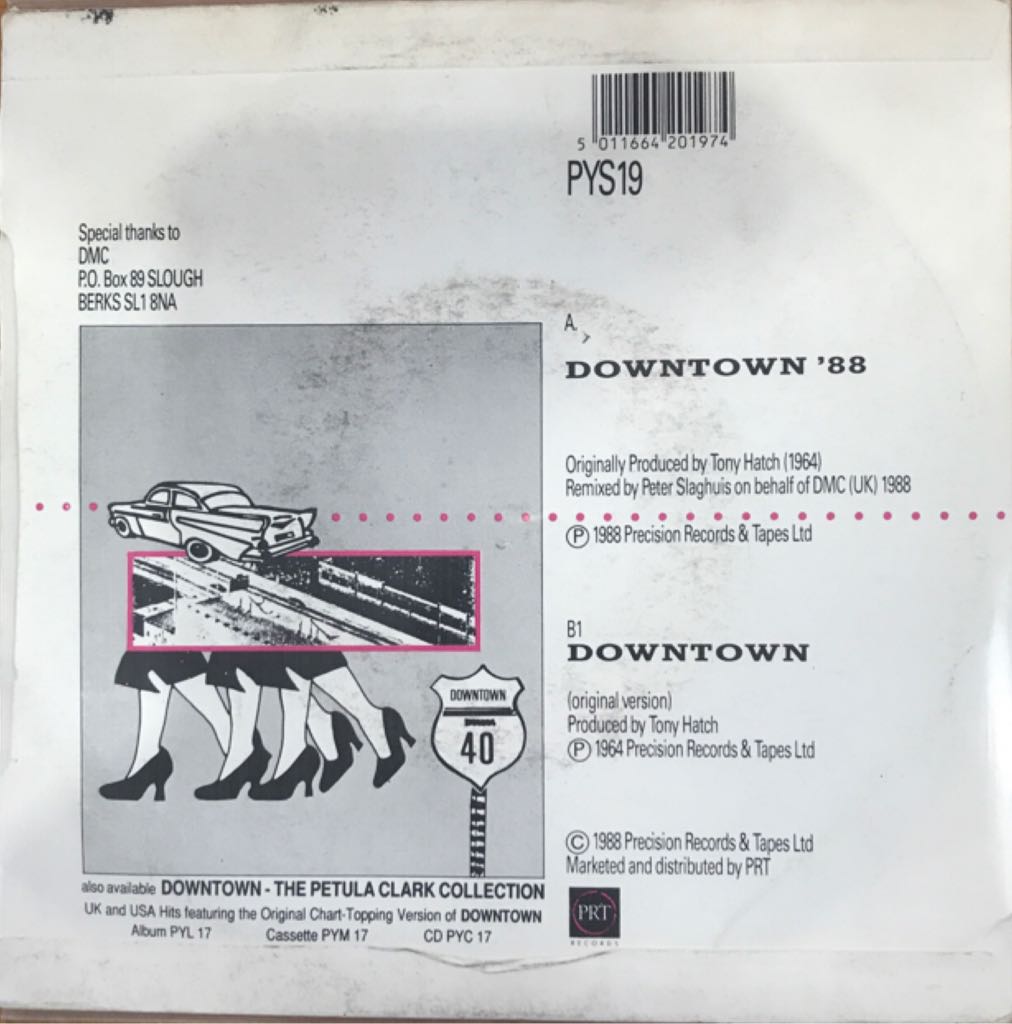 5 011664 201974
PYS19
Special thanks to
DMC
P.O. Box 89 SLOUGH
BERKS SL1 8NA
A.
DOWNTOWN '88
Originally Produced by Tony Hatch (1964)
Remixed by Peter Slaghuis on behalf of DMC (UK) 1988
℗ 1988 Precision Records & Tapes Ltd
B1
DOWNTOWN
(original version)
Produced by Tony Hatch
℗ 1964 Precision Records & Tapes Ltd
DOWNTOWN
40
© 1988 Precision Records & Tapes Ltd
Marketed and distributed by PRT
PRT
RECORDS
also available DOWNTOWN - THE PETULA CLARK COLLECTION
UK and USA Hits featuring the Original Chart-Topping Version of DOWNTOWN
Album PYL 17 Cassette PYM 17 CD PYC 17